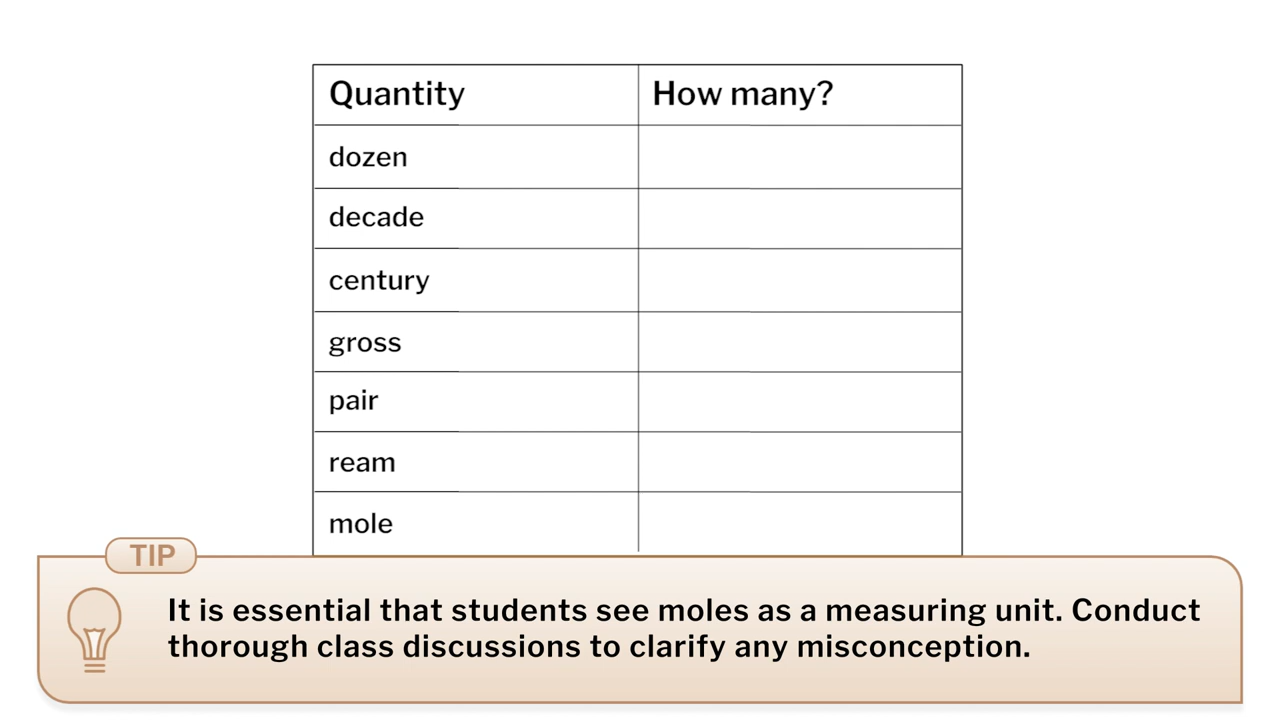 Quantity How many?
dozen
decade
century
gross
pair
ream
mole
TIP
It is essential that students see moles as a measuring unit. Conduct
thorough class discussions to clarify any misconception.